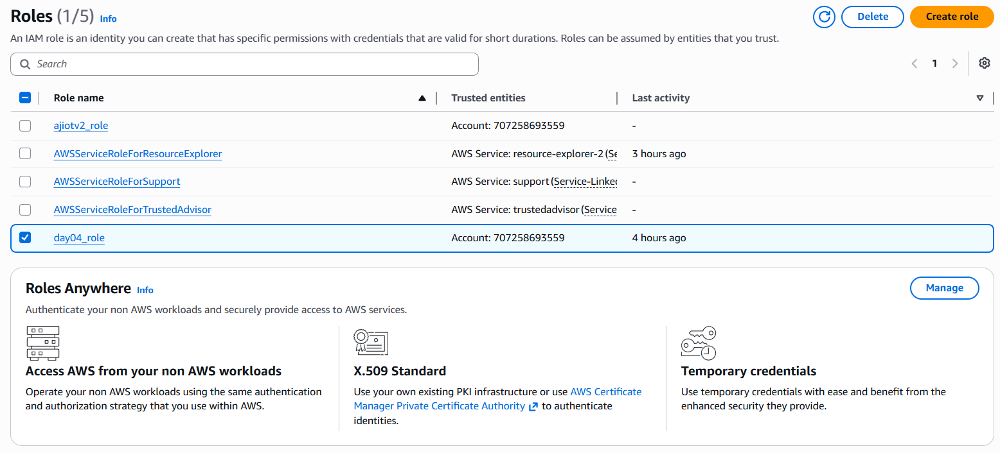 Roles (1/5) Info
Delete
Create role
An IAM role is an identity you can create that has specific permissions with credentials that are valid for short durations. Roles can be assumed by entities that you trust.
Search
1
Role name Trusted entities Last activity
ajiotv2_role Account: 707258693559 -
AWSServiceRoleForResourceExplorer AWS Service: resource-explorer-2 (Se 3 hours ago
AWSServiceRoleForSupport AWS Service: support (Service-Linked -
AWSServiceRoleForTrustedAdvisor AWS Service: trustedadvisor (Service -
day04_role Account: 707258693559 4 hours ago
Roles Anywhere Info
Manage
Authenticate your non AWS workloads and securely provide access to AWS services.
Access AWS from your non AWS workloads
Operate your non AWS workloads using the same authentication
and authorization strategy that you use within AWS.
X.509 Standard
Use your own existing PKI infrastructure or use AWS Certificate
Manager Private Certificate Authority to authenticate
identities.
Temporary credentials
Use temporary credentials with ease and benefit from the
enhanced security they provide.